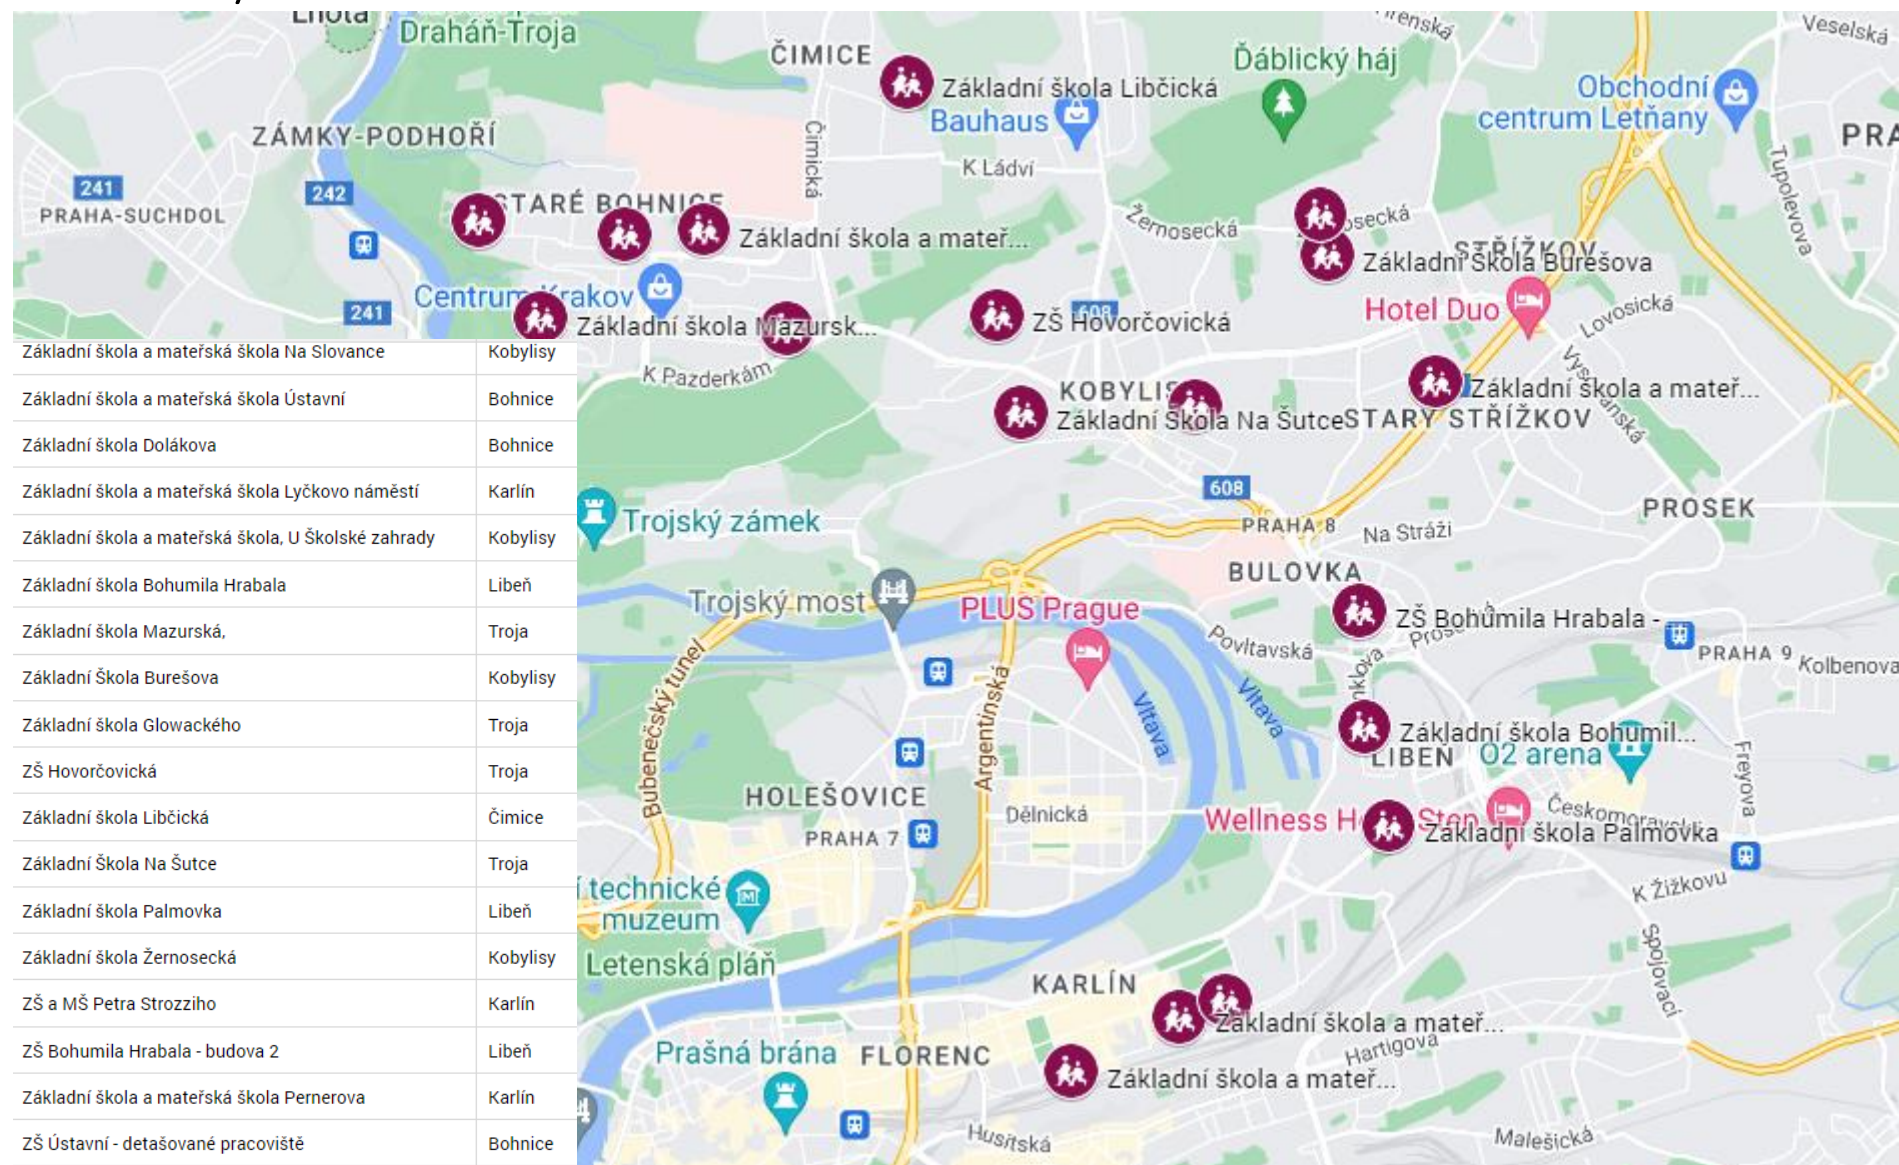 Lhota
Draháň-Troja
ČIMICE
Základní škola Libčická
Bauhaus
Ďáblický háj
Veselská
Obchodní
centrum Letňany
PRA
ZÁMKY-PODHOŘÍ
Čimická
K Ládví
Tupolevova
241
242
PRAHA-SUCHDOL
STARÉ BOHNICE
Základní škola a mateř...
Žernosecká
STŘÍŽKOV
Základní Škola Burešova
241
Centrum Krakov
Základní škola Mazursk...
ZŠ Hovorčovická
608
Hotel Duo
Lovosická
K Pazderkám
KOBYLIS
Základní Škola Na Šutce
Základní škola a mateř...
STARÝ STŘÍŽKOV
608
PROSEK
Trojský zámek
PRAHA 8
Na Stráži
BULOVKA
Trojský most
PLUS Prague
ZŠ Bohumila Hrabala -
Povltavská
PRAHA 9
Kolbenova
Bubenečský tunel
Argentinská
Vltava
Vltava
Základní škola Bohumil...
LIBEŇ
O2 arena
Freyova
HOLEŠOVICE
Dělnická
PRAHA 7
Wellness H
Step
Českomoravská
Základní škola Palmovka
K Žižkovu
í technické
muzeum
Spojovací
Letenská pláň
KARLÍN
Základní škola a mateř...
Hartigova
Prašná brána
FLORENC
Základní škola a mateř...
Husitská
Malešická
Základní škola a mateřská škola Na Slovance Kobylisy
Základní škola a mateřská škola Ústavní Bohnice
Základní škola Dolákova Bohnice
Základní škola a mateřská škola Lyčkovo náměstí Karlín
Základní škola a mateřská škola, U Školské zahrady Kobylisy
Základní škola Bohumila Hrabala Libeň
Základní škola Mazurská, Troja
Základní Škola Burešova Kobylisy
Základní škola Glowackého Troja
ZŠ Hovorčovická Troja
Základní škola Libčická Čimice
Základní Škola Na Šutce Troja
Základní škola Palmovka Libeň
Základní škola Žernosecká Kobylisy
ZŠ a MŠ Petra Strozziho Karlín
ZŠ Bohumila Hrabala - budova 2 Libeň
Základní škola a mateřská škola Pernerova Karlín
ZŠ Ústavní - detašované pracoviště Bohnice